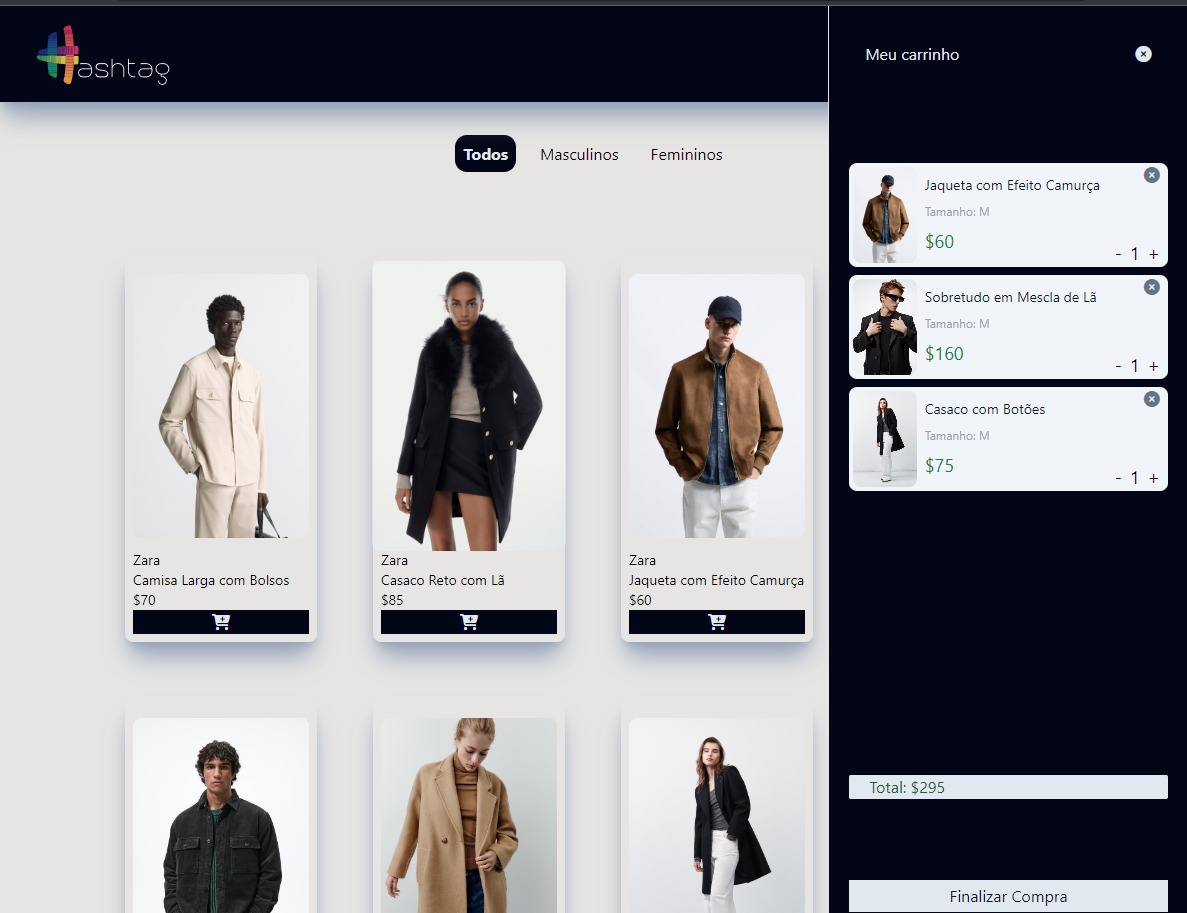 Hashtag
Todos Masculinos Femininos
Zara
Camisa Larga com Bolsos
$70
Zara
Casaco Reto com Lã
$85
Zara
Jaqueta com Efeito Camurça
$60
Meu carrinho
Jaqueta com Efeito Camurça
Tamanho: M
$60
- 1 +
Sobretudo em Mescla de Lã
Tamanho: M
$160
- 1 +
Casaco com Botões
Tamanho: M
$75
- 1 +
Total: $295
Finalizar Compra